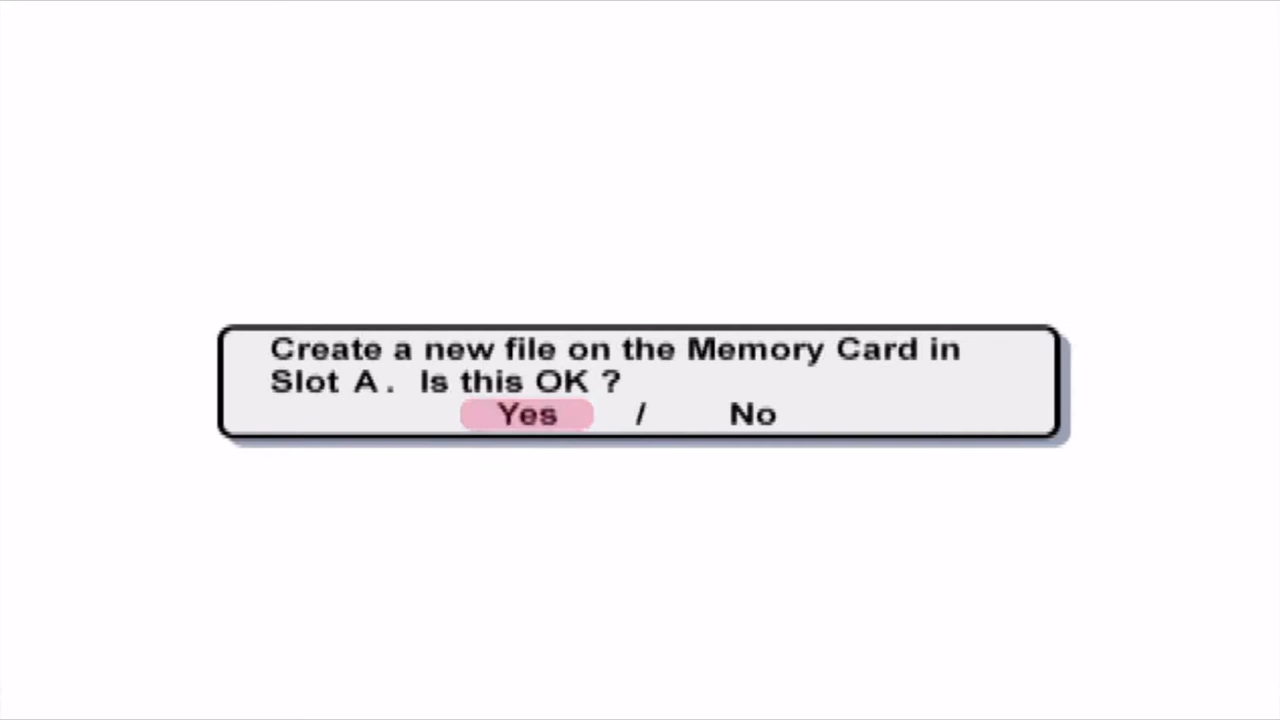 Create a new file on the Memory Card in
Slot A. Is this OK ?
Yes / No